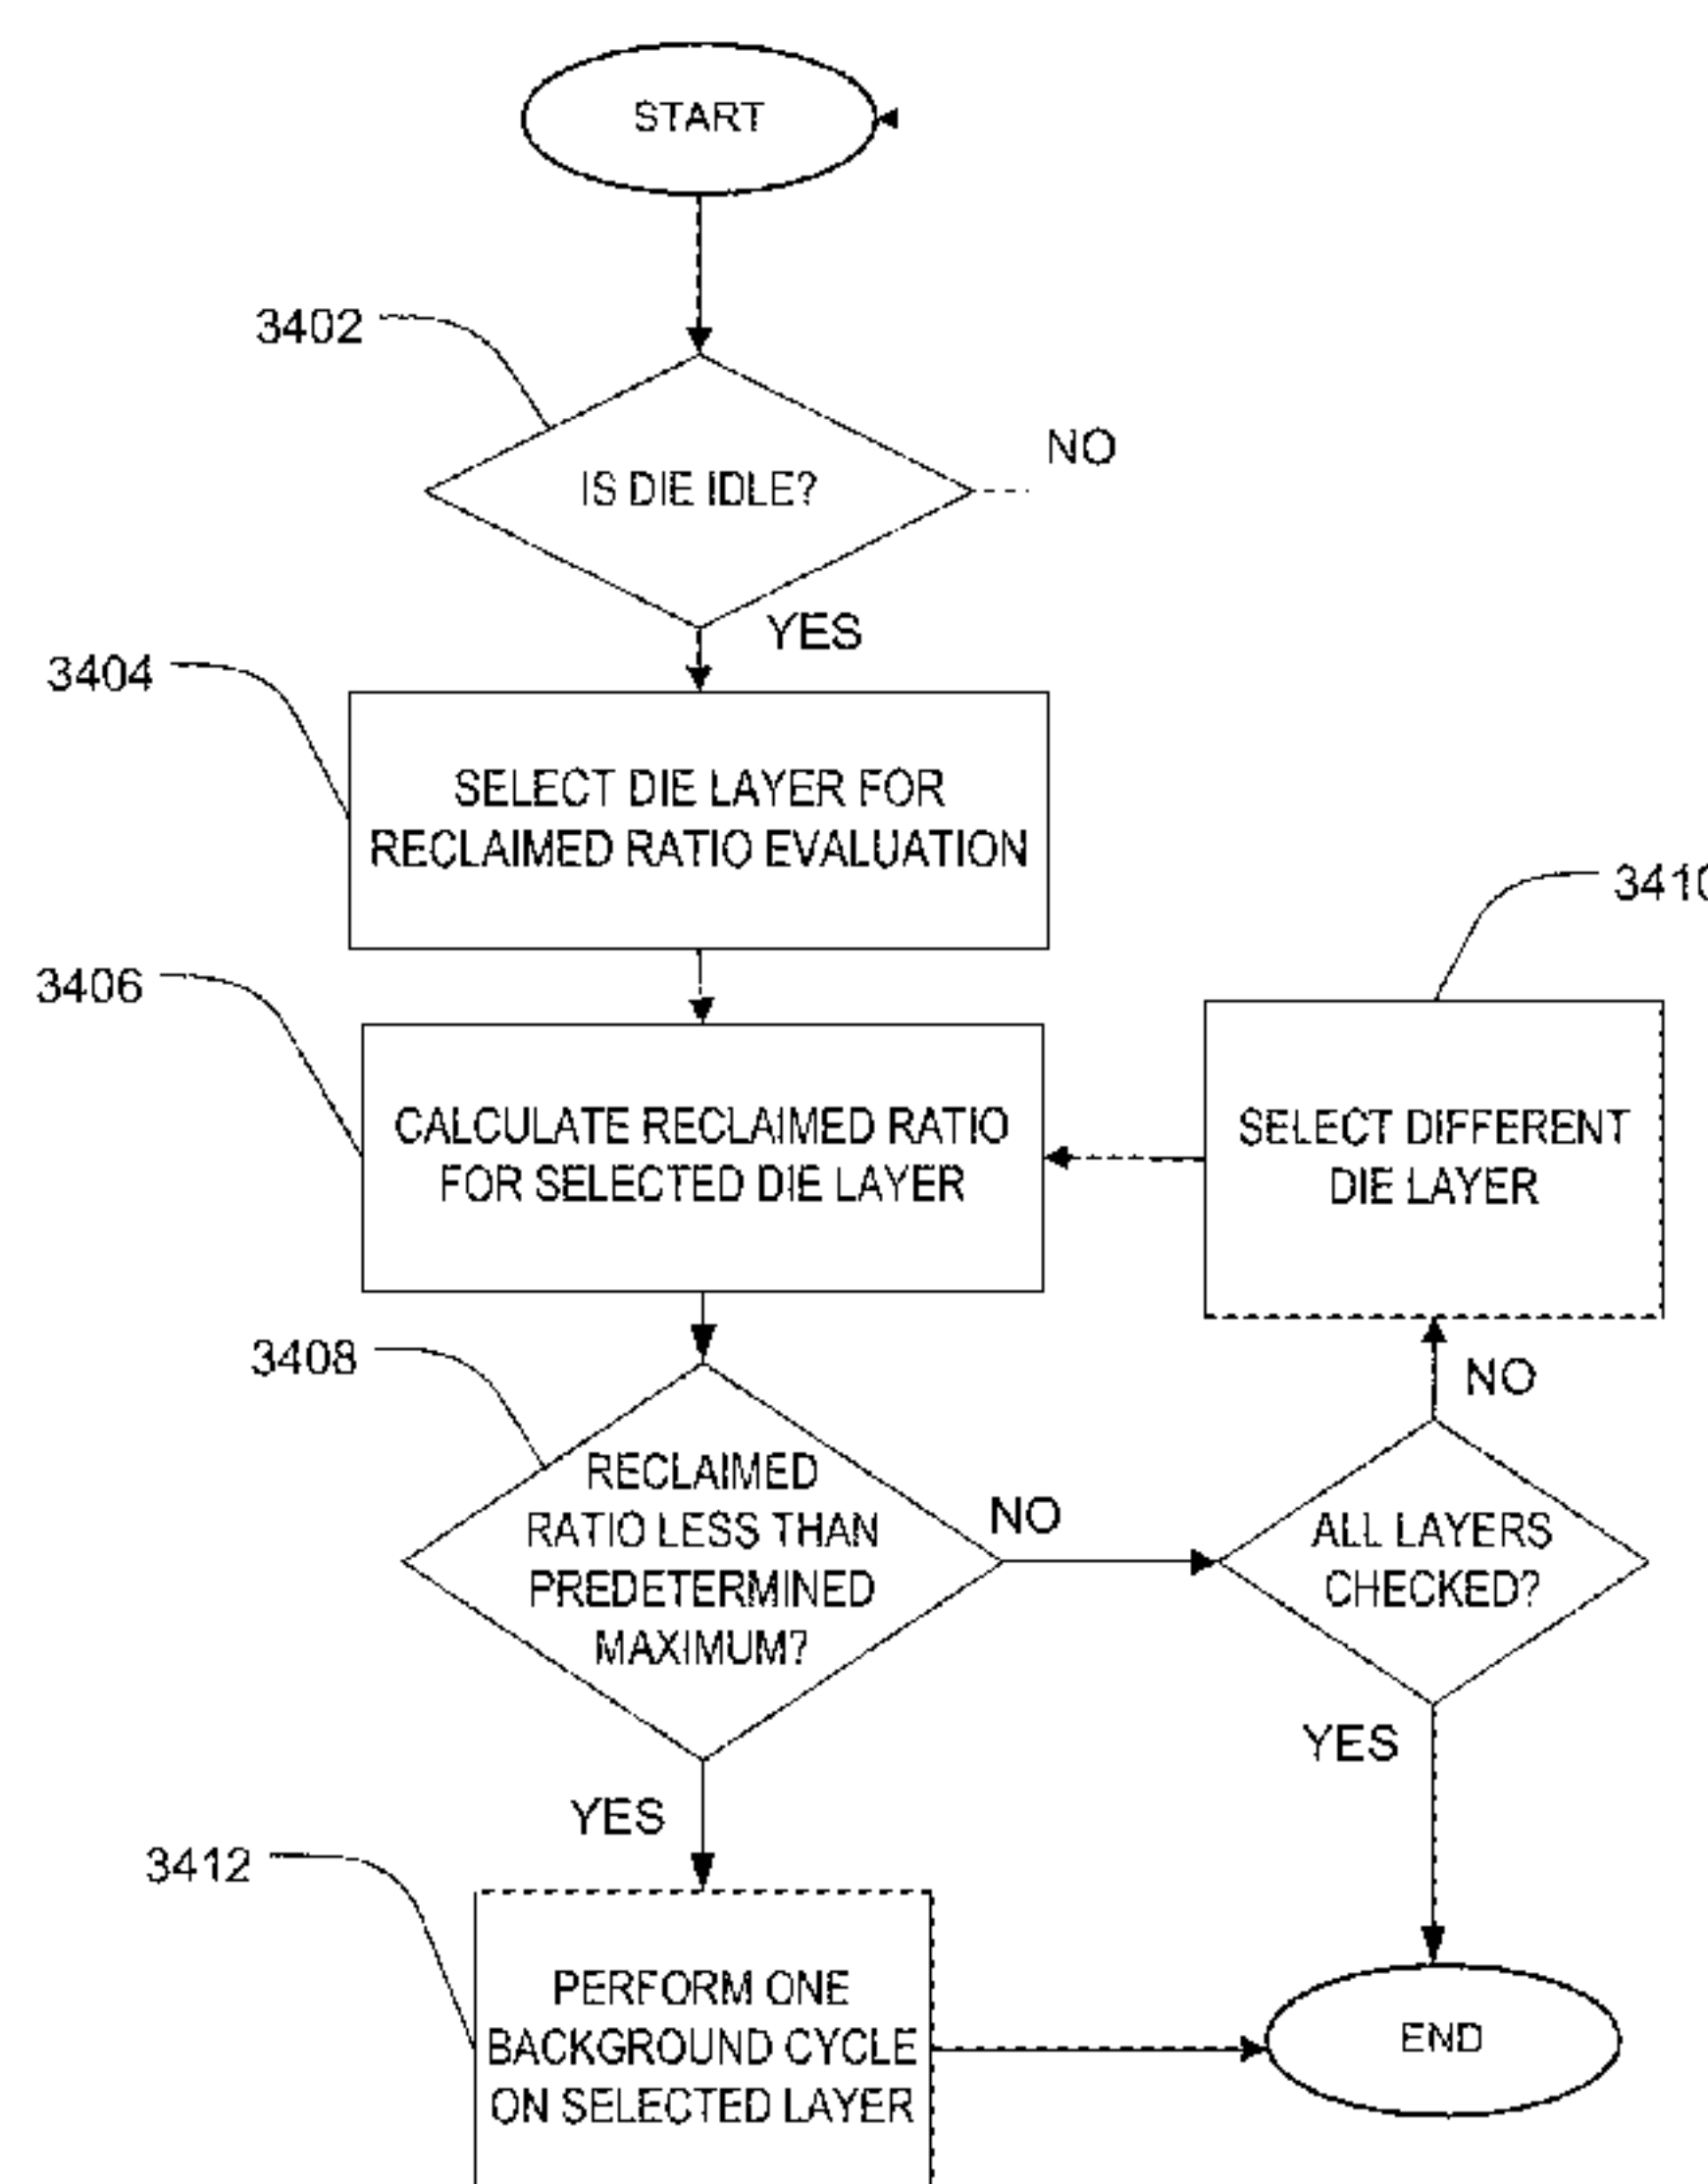 START
3402
IS DIE IDLE?
NO
YES
3404
SELECT DIE LAYER FOR
RECLAIMED RATIO EVALUATION
3406
CALCULATE RECLAIMED RATIO
FOR SELECTED DIE LAYER
3410
SELECT DIFFERENT
DIE LAYER
3408
RECLAIMED
RATIO LESS THAN
PREDETERMINED
MAXIMUM?
NO
ALL LAYERS
CHECKED?
NO
YES
YES
3412
PERFORM ONE
BACKGROUND CYCLE
ON SELECTED LAYER
END